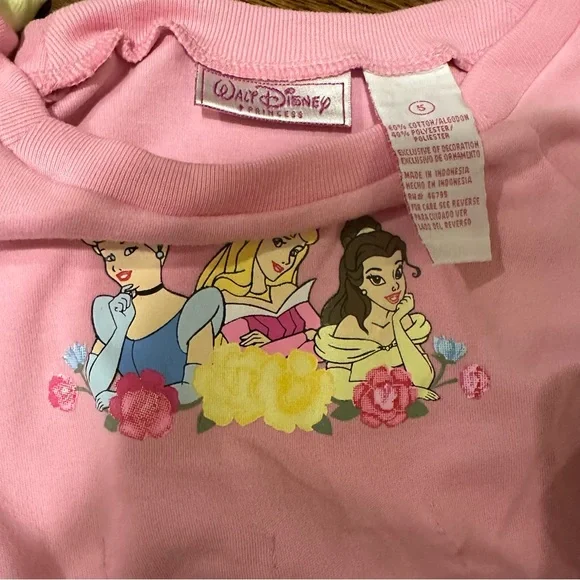 WALT DISNEY
PRINCESS
S
60% COTTON/ALGODON
40% POLYESTER/
POLIESTER
EXCLUSIVE OF DECORATION
EXCLUSIVO DE ORNAMENTO
MADE IN INDONESIA
HECHO EN INDONESIA
RN# 46795
FOR CARE SEE REVERSE
PARA CUIDADO VER
LADO DEL REVERSO